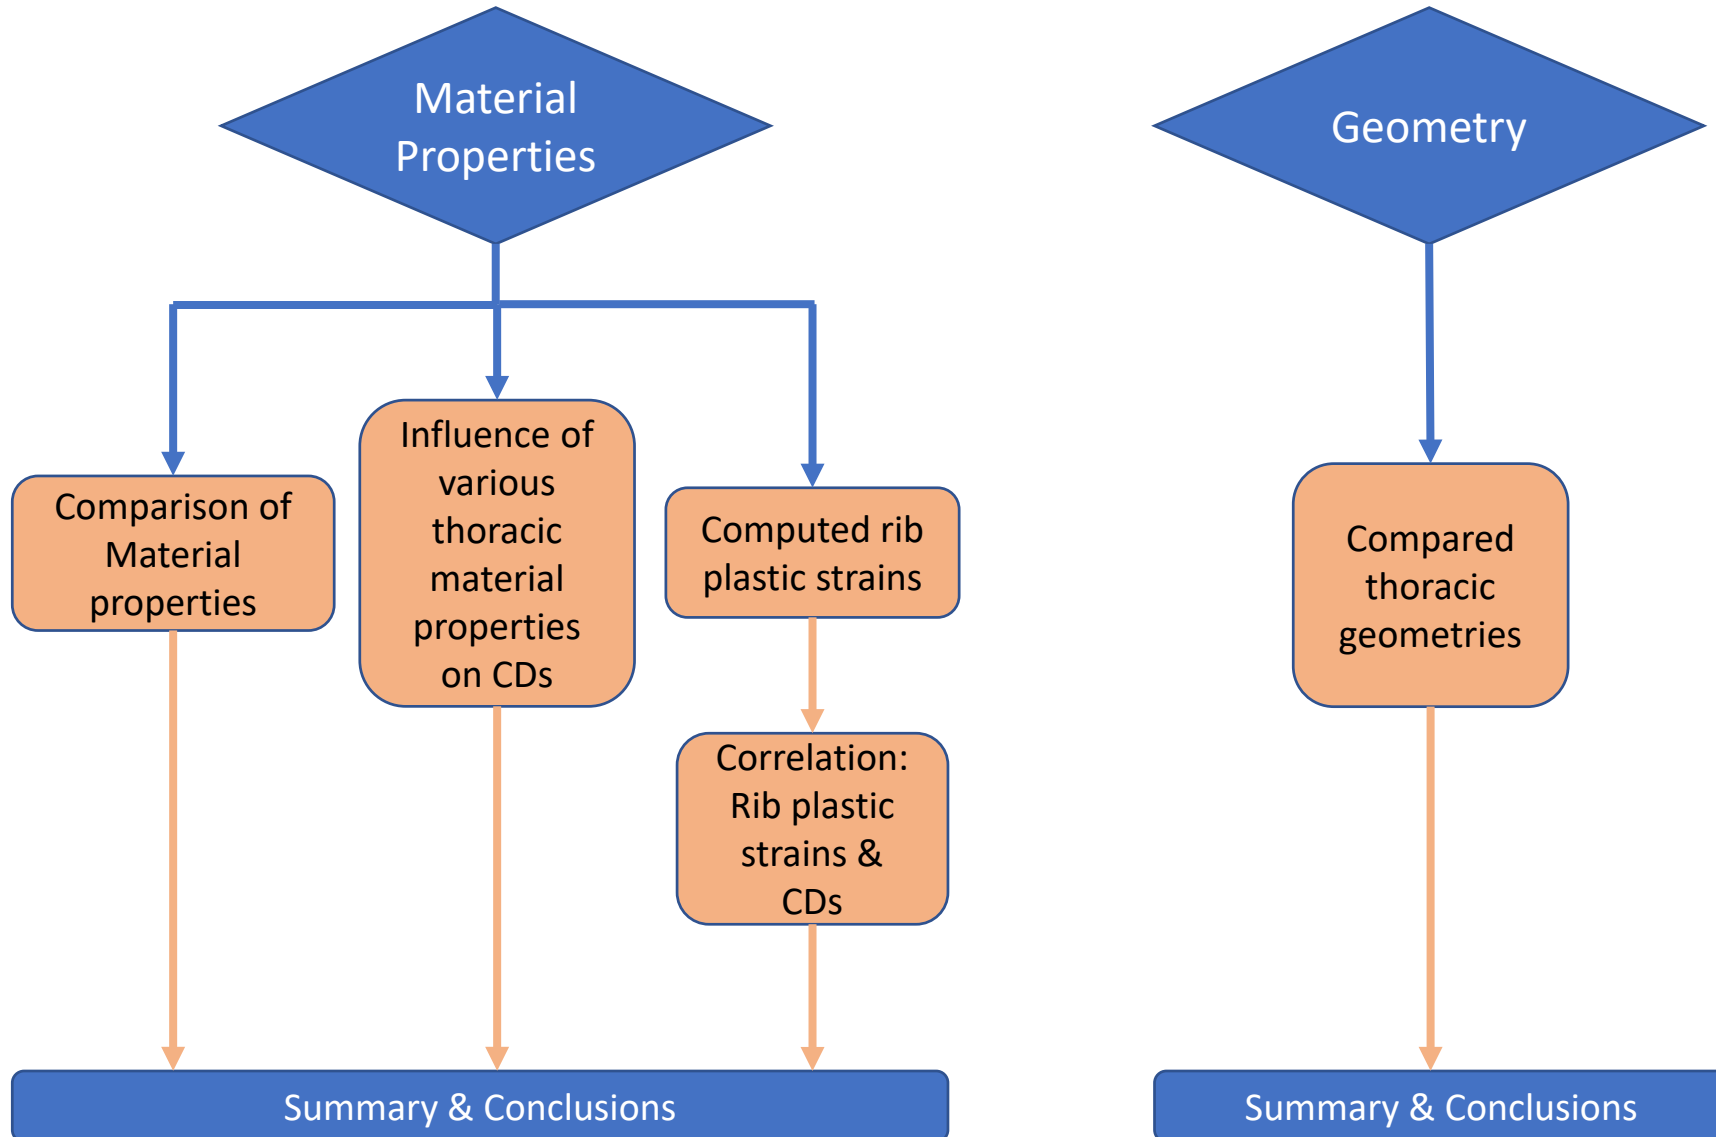 Material
Properties
Geometry
Comparison of
Material
properties
Influence of
various
thoracic
material
properties
on CDs
Computed rib
plastic strains
Correlation:
Rib plastic
strains &
CDs
Compared
thoracic
geometries
Summary & Conclusions
Summary & Conclusions